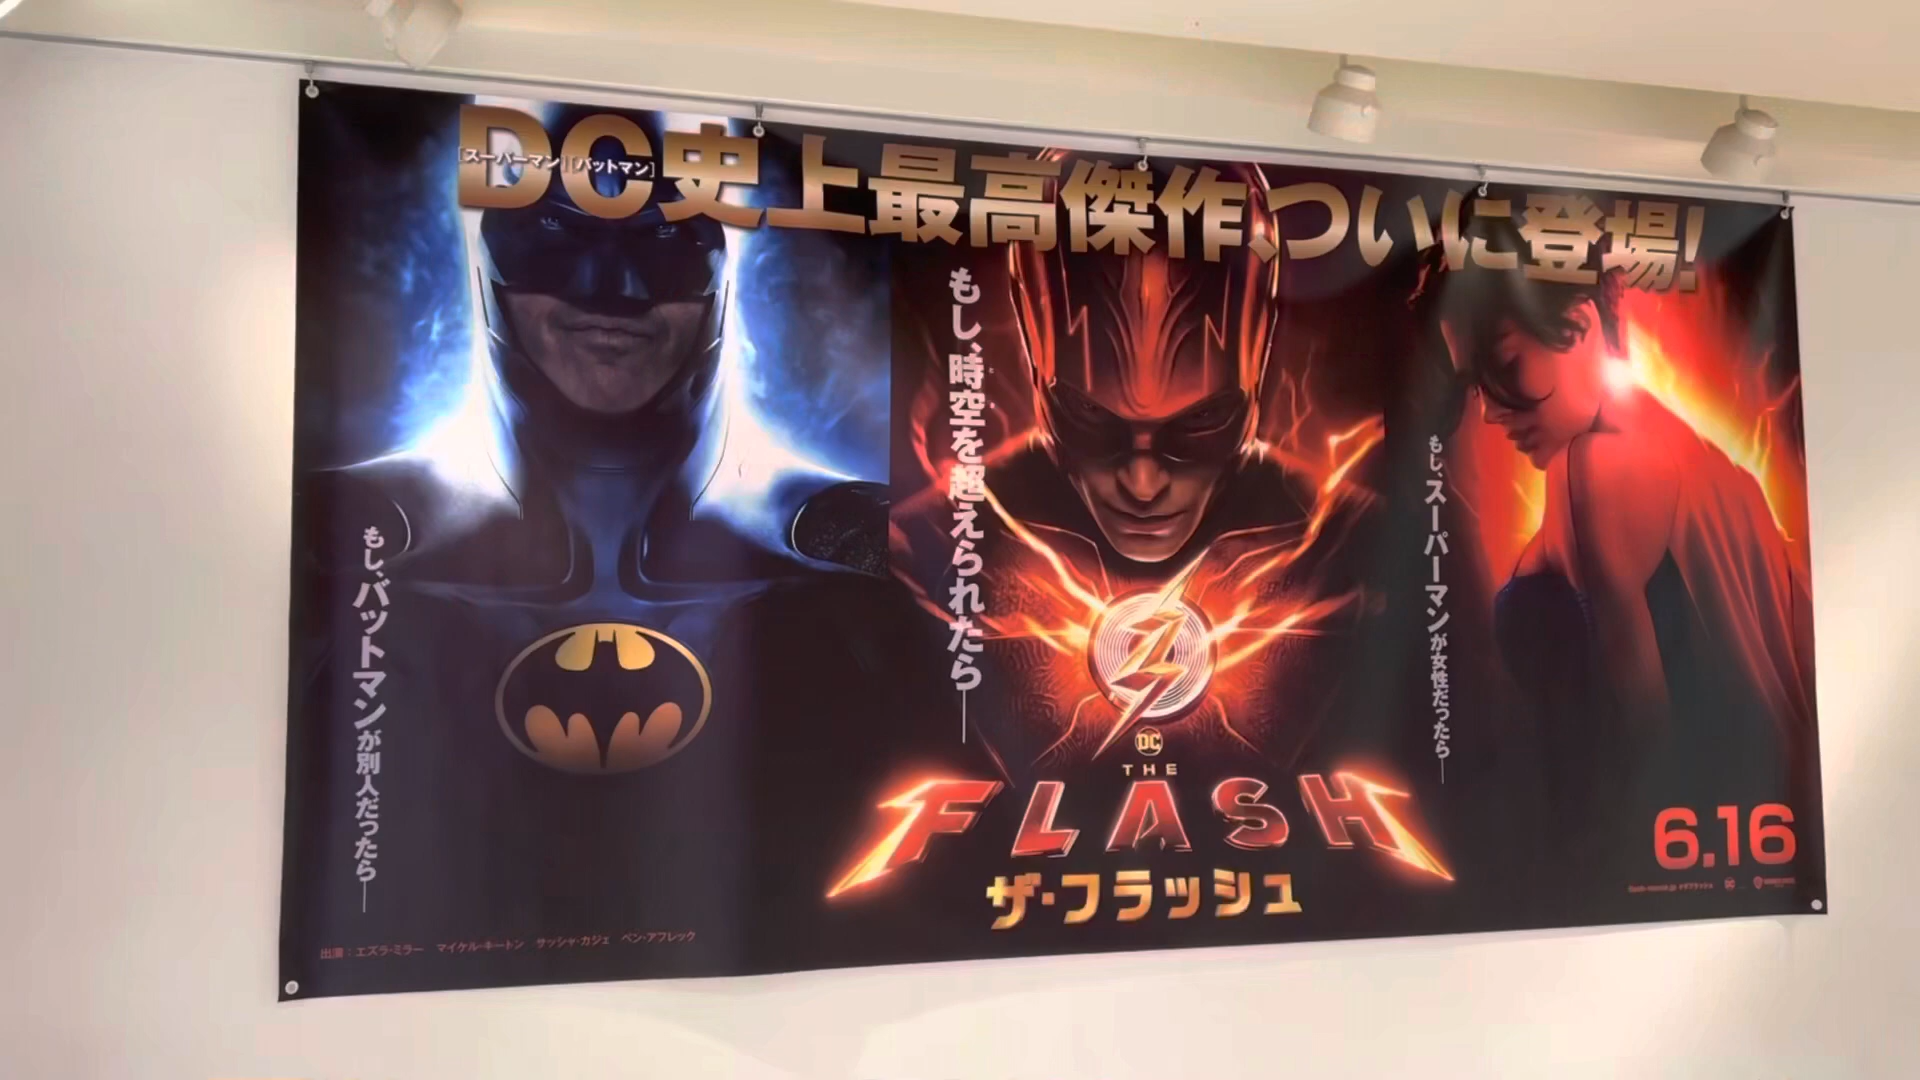 DC史上最高傑作、ついに登場!
[スーパーマン][バットマン]
もし、バットマンが別人だったら―
もし、時空を超えられたら―
もし、スーパーマンが女性だったら―
DC
THE
FLASH
ザ・フラッシュ
6.16
出演:エズラ・ミラー マイケル・キートン サッシャ・カジェ ベン・アフレック